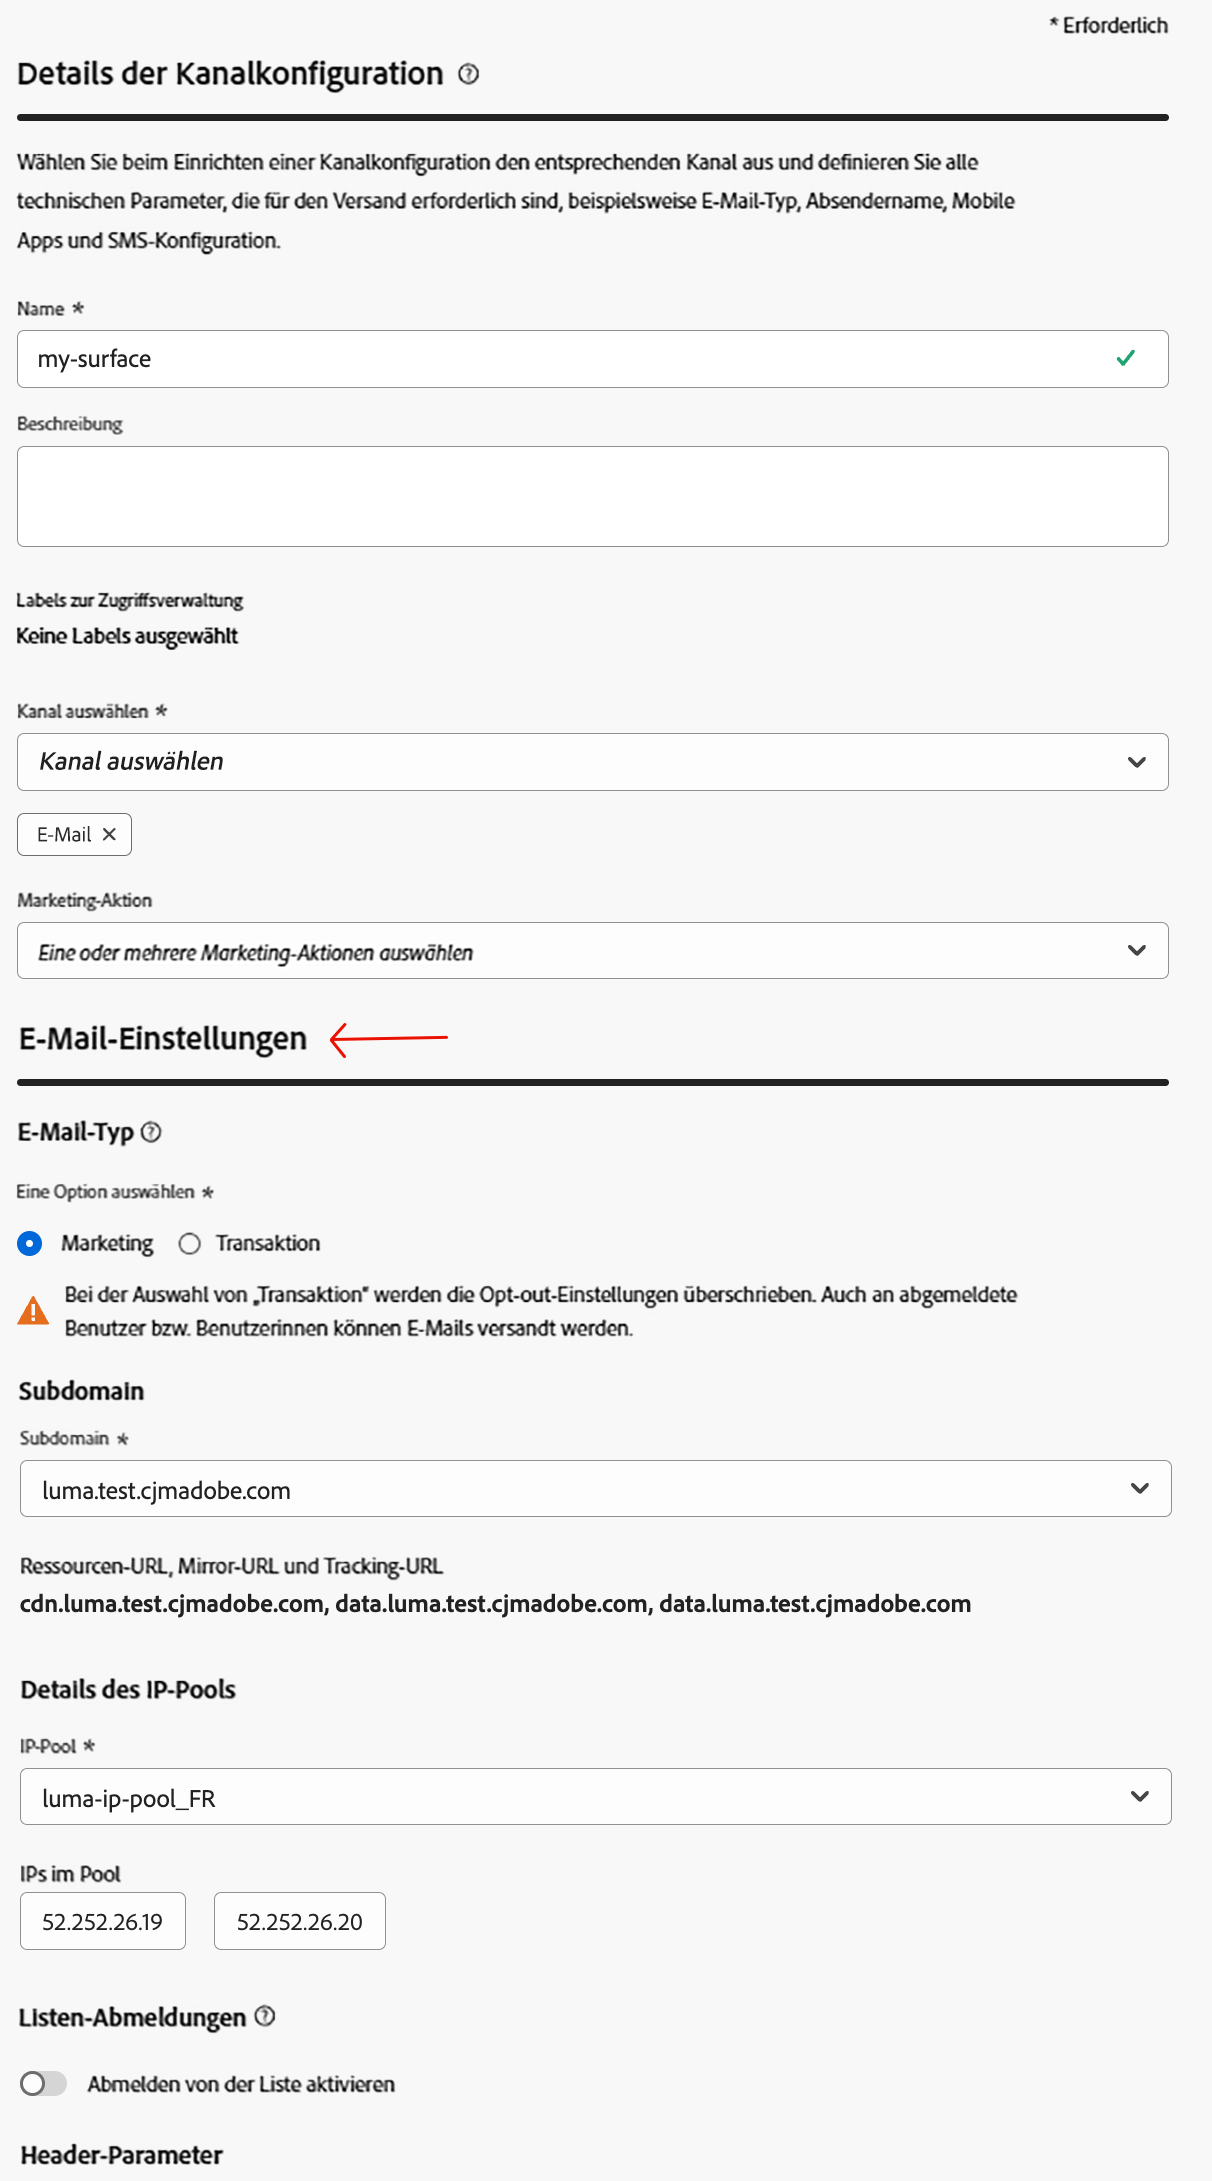 * Erforderlich
Details der Kanalkonfiguration
Wählen Sie beim Einrichten einer Kanalkonfiguration den entsprechenden Kanal aus und definieren Sie alle
technischen Parameter, die für den Versand erforderlich sind, beispielsweise E-Mail-Typ, Absendername, Mobile
Apps und SMS-Konfiguration.
Name *
my-surface
Beschreibung
Labels zur Zugriffsverwaltung
Keine Labels ausgewählt
Kanal auswählen *
Kanal auswählen
E-Mail
Marketing-Aktion
Eine oder mehrere Marketing-Aktionen auswählen
E-Mail-Einstellungen
E-Mail-Typ
Eine Option auswählen *
Marketing Transaktion
Bei der Auswahl von „Transaktion“ werden die Opt-out-Einstellungen überschrieben. Auch an abgemeldete
Benutzer bzw. Benutzerinnen können E-Mails versandt werden.
Subdomain
Subdomain *
luma.test.cjmadobe.com
Ressourcen-URL, Mirror-URL und Tracking-URL
cdn.luma.test.cjmadobe.com, data.luma.test.cjmadobe.com, data.luma.test.cjmadobe.com
Details des IP-Pools
IP-Pool *
luma-ip-pool_FR
IPs im Pool
52.252.26.19 52.252.26.20
Listen-Abmeldungen
Abmelden von der Liste aktivieren
Header-Parameter